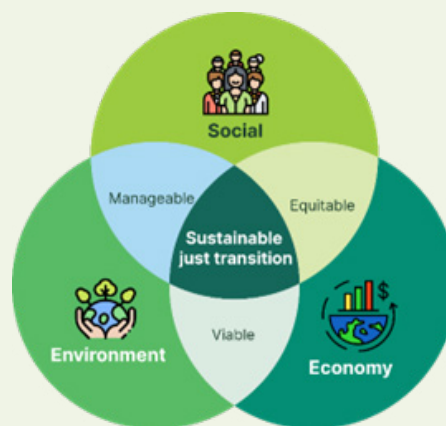 Social
Manageable
Equitable
Sustainable
just transition
$
Environment
Viable
Economy